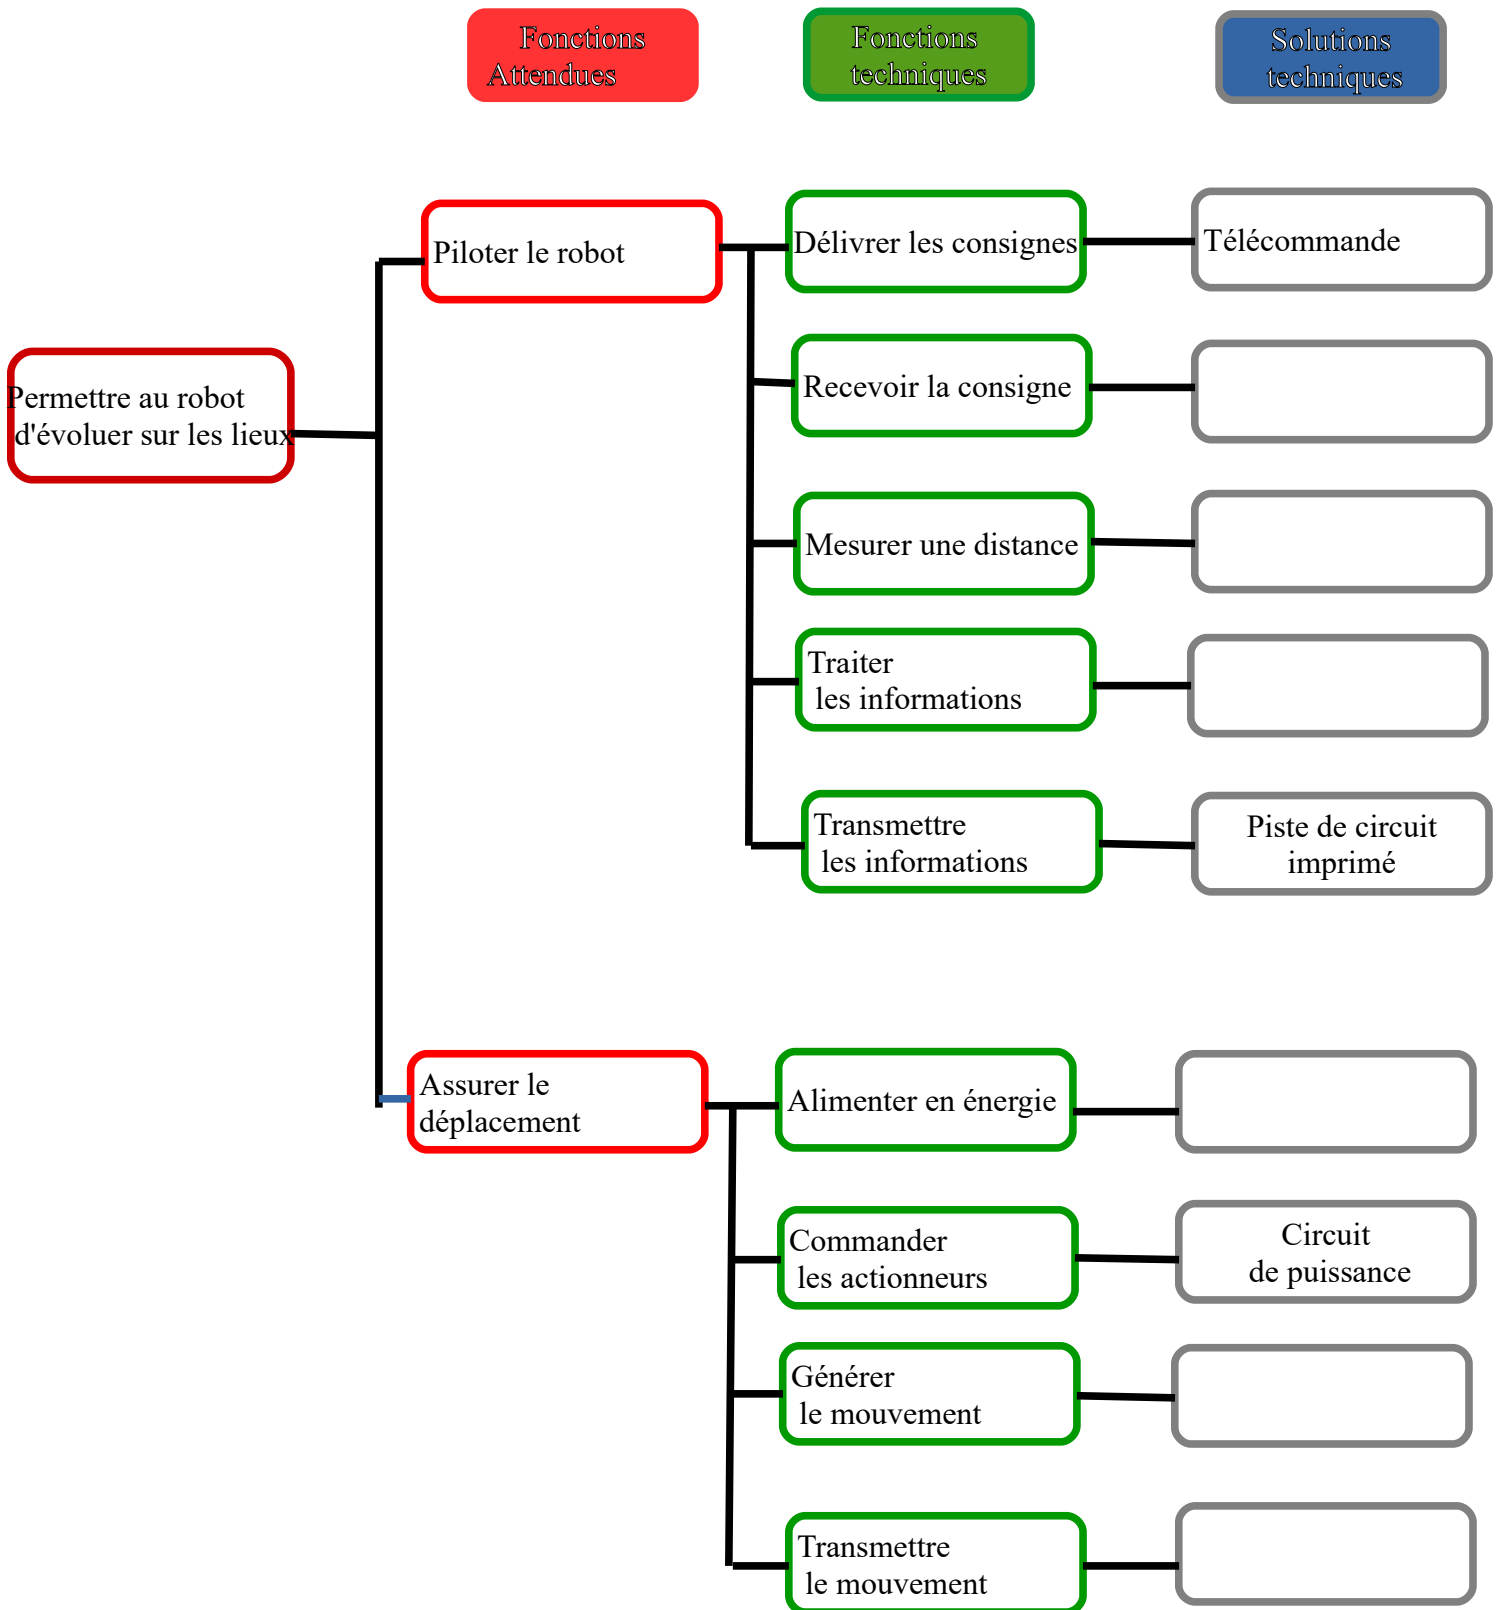 Fonctions
Attendues
Fonctions
techniques
Solutions
techniques
Piloter le robot
Délivrer les consignes
Télécommande
Permettre au robot
d'évoluer sur les lieux
Recevoir la consigne
Mesurer une distance
Traiter
les informations
Transmettre
les informations
Piste de circuit
imprimé
Assurer le
déplacement
Alimenter en énergie
Commander
les actionneurs
Circuit
de puissance
Générer
le mouvement
Transmettre
le mouvement